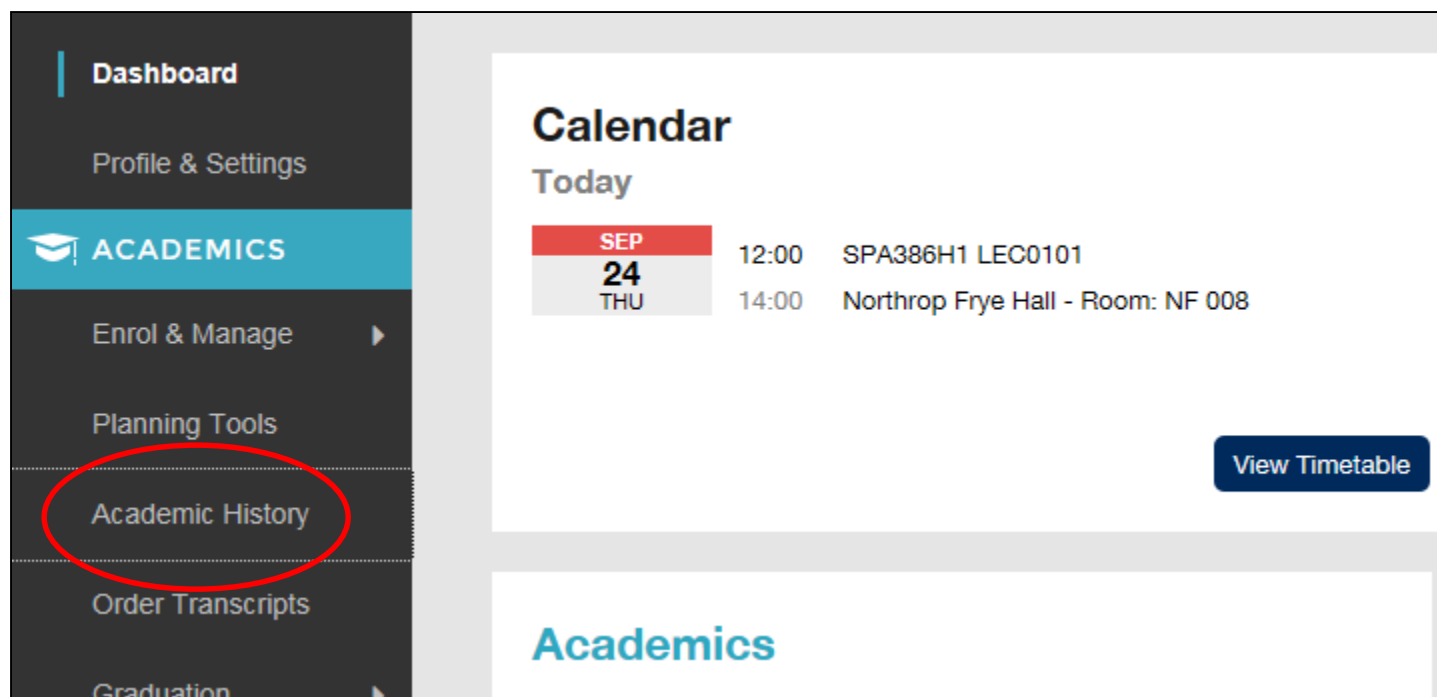 Dashboard
Profile & Settings
ACADEMICS
Enrol & Manage
Planning Tools
Academic History
Order Transcripts
Graduation
Calendar
Today
SEP
24
THU
12:00 SPA386H1 LEC0101
14:00 Northrop Frye Hall - Room: NF 008
View Timetable
Academics